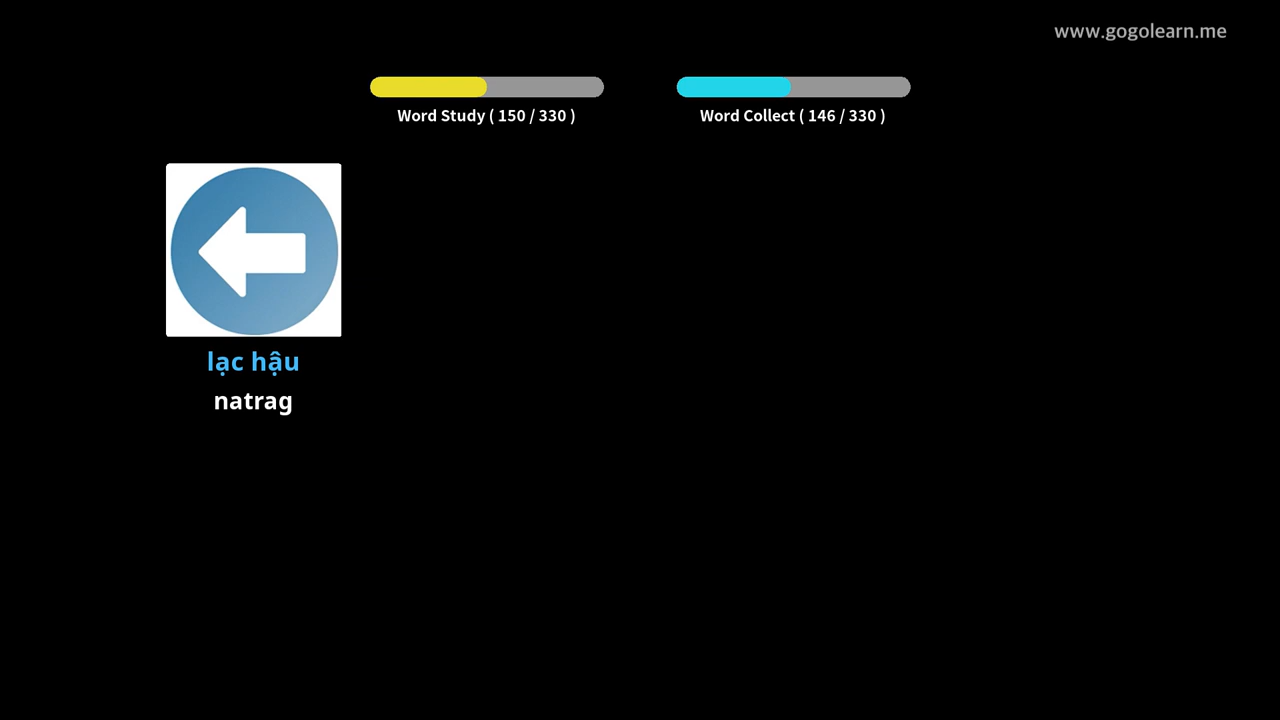 www.gogolearn.me
Word Study ( 150 / 330 )
Word Collect ( 146 / 330 )
lạc hậu
natrag